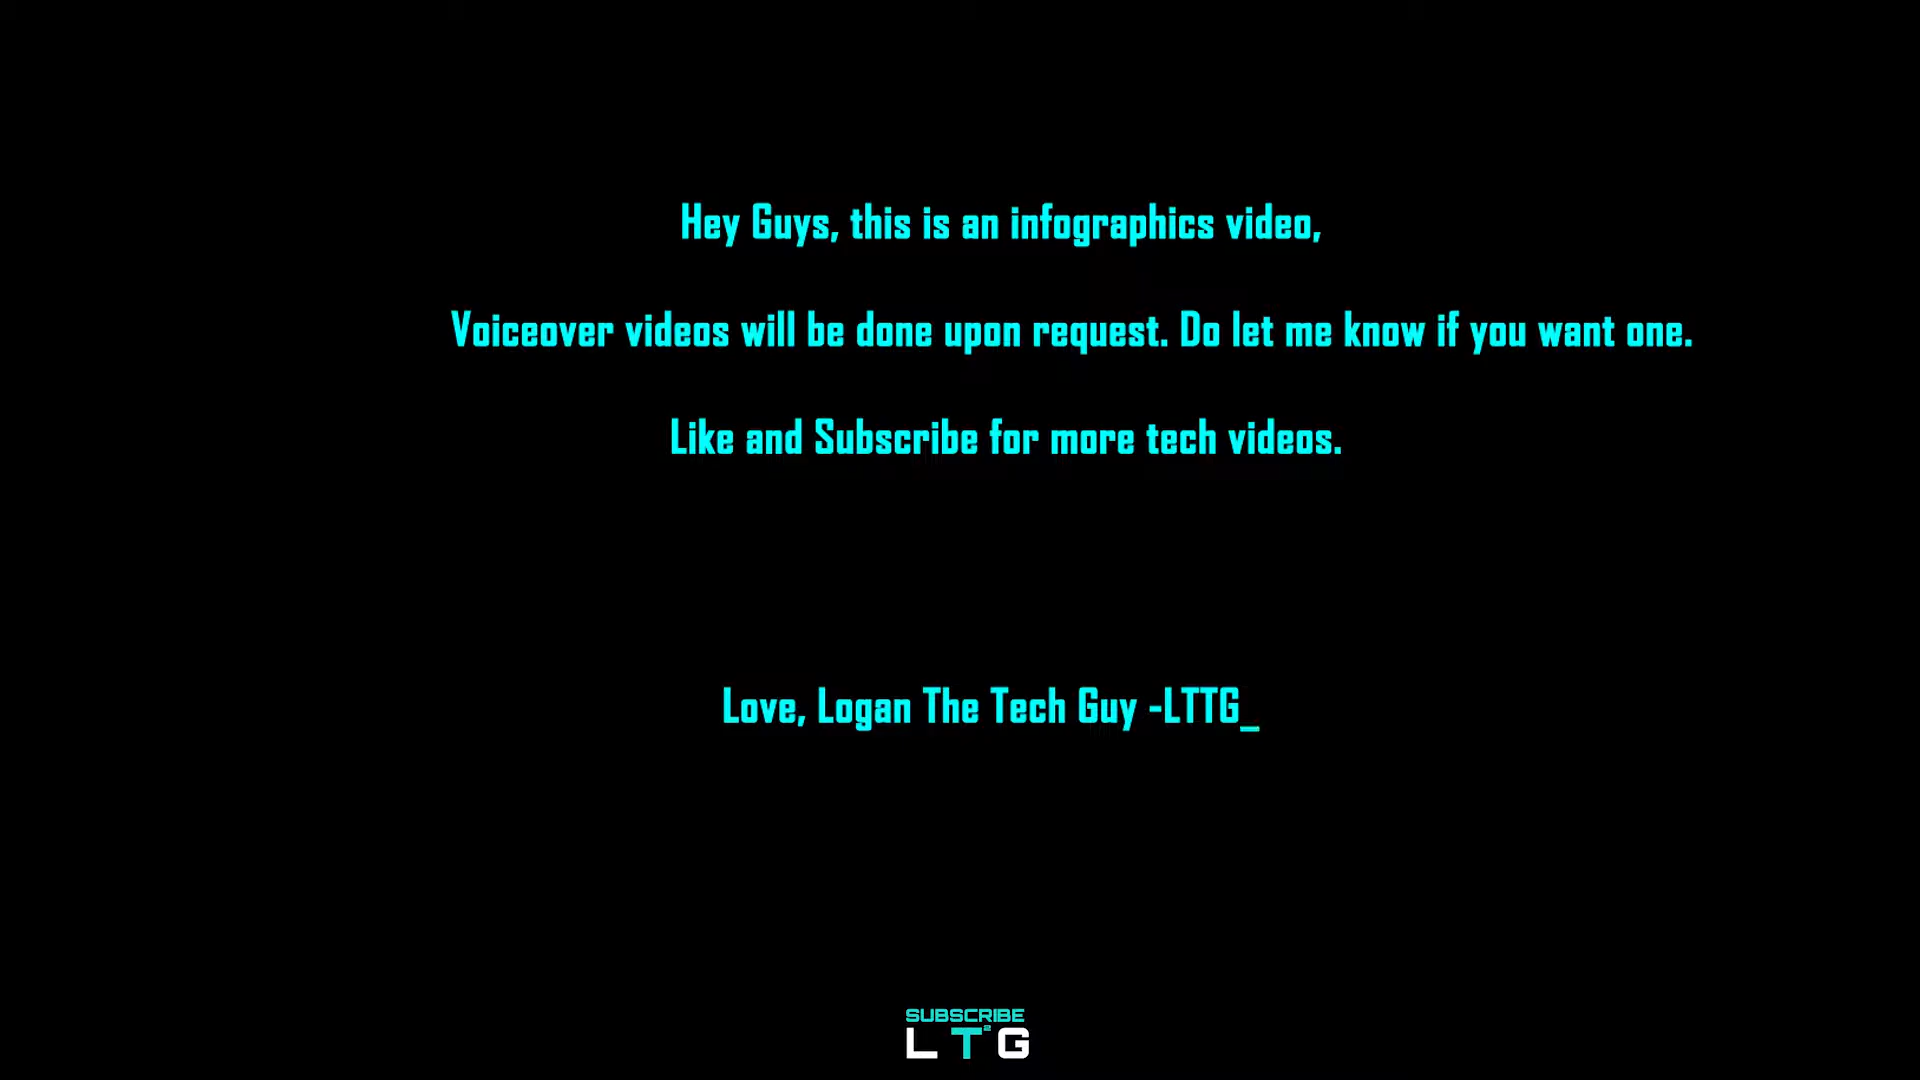 Hey Guys, this is an infographics video,
Voiceover videos will be done upon request. Do let me know if you want one.
Like and Subscribe for more tech videos.
Love, Logan The Tech Guy -LTTG_
SUBSCRIBE
LT²G